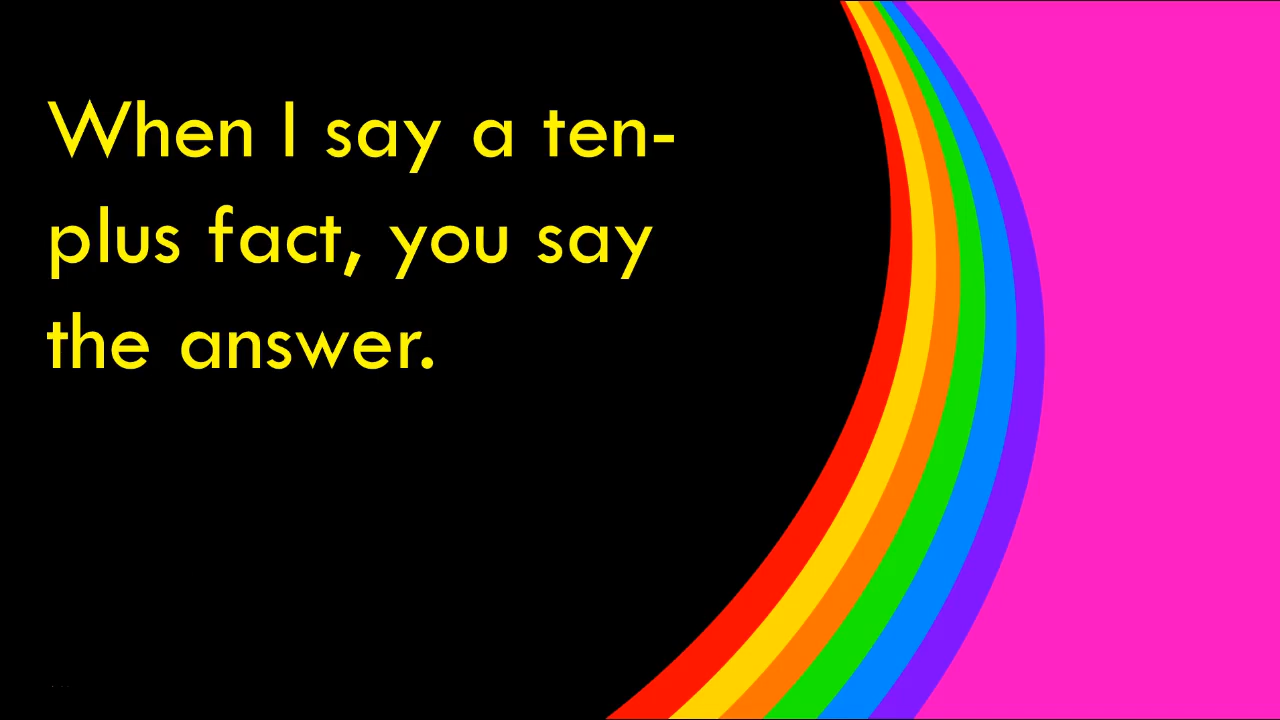 When I say a ten-
plus fact, you say
the answer.